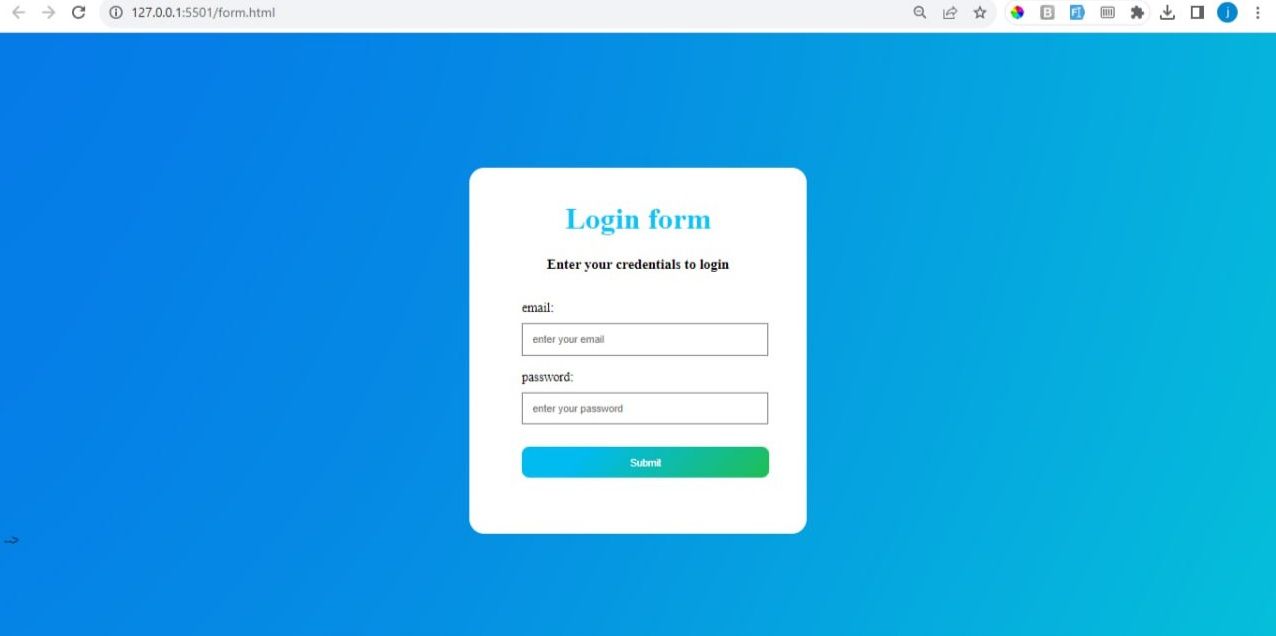 127.0.0.1:5501/form.html
j
Login form
Enter your credentials to login
email:
enter your email
password:
enter your password
Submit
-->